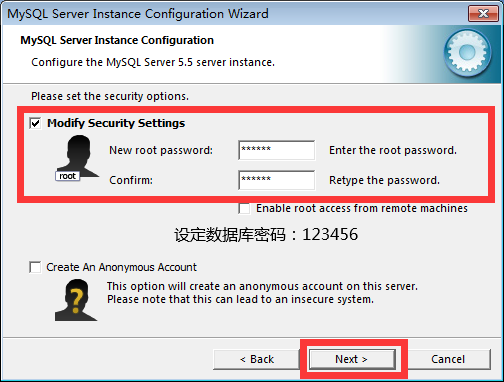 MySQL Server Instance Configuration Wizard
MySQL Server Instance Configuration
Configure the MySQL Server 5.5 server instance.
Please set the security options.
Modify Security Settings
New root password: ****** Enter the root password.
root
Confirm: ****** Retype the password.
Enable root access from remote machines
设定数据库密码：123456
Create An Anonymous Account
This option will create an anonymous account on this server.
Please note that this can lead to an insecure system.
< Back Next > Cancel